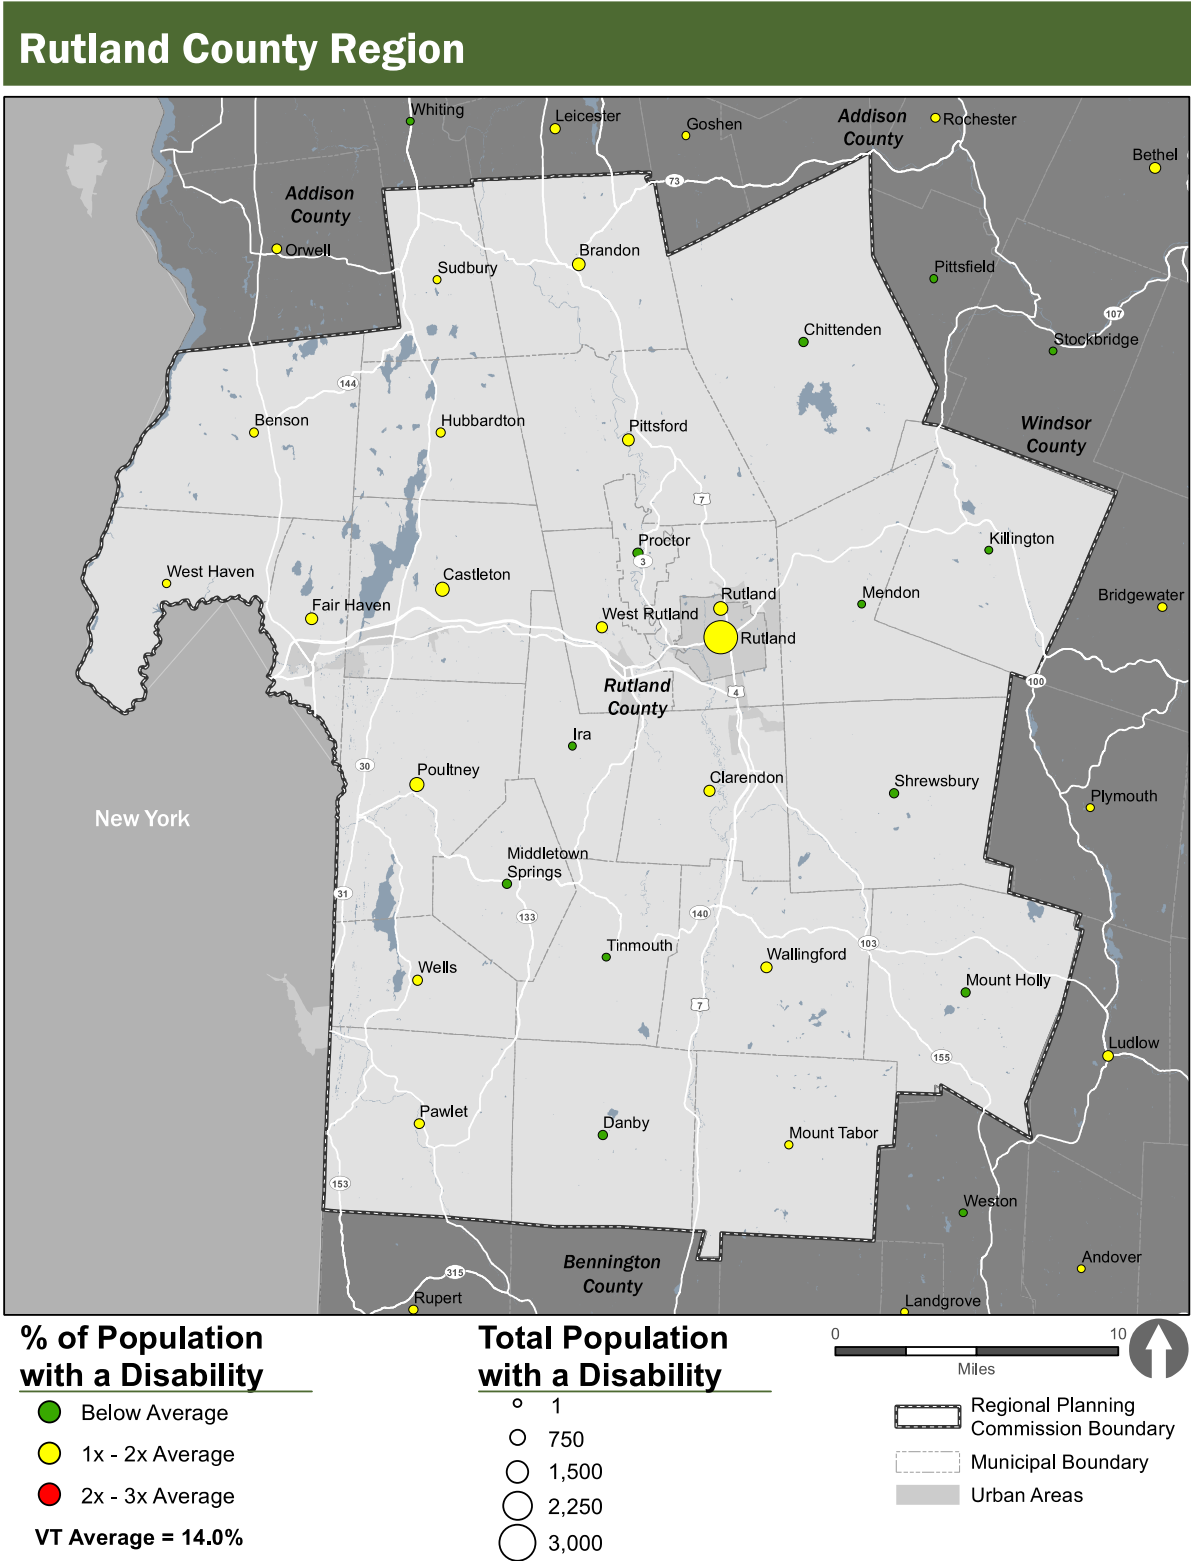 Rutland County Region
Whiting
Leicester
Goshen
Addison
County
Rochester
Bethel
73
Addison
County
Orwell
Sudbury
Brandon
Pittsfield
107
Chittenden
Stockbridge
144
Benson
Hubbardton
Pittsford
Windsor
County
7
Proctor
3
Killington
West Haven
Castleton
Fair Haven
West Rutland
Rutland
Mendon
Bridgewater
Rutland
Rutland
County
4
100
Ira
30
Poultney
Clarendon
Shrewsbury
Plymouth
New York
Middletown
Springs
31
133
140
103
Tinmouth
Wallingford
Wells
Mount Holly
7
155
Ludlow
Pawlet
Danby
Mount Tabor
153
Weston
Bennington
County
Andover
315
Rupert
Landgrove
% of Population
with a Disability
Below Average
1x - 2x Average
2x - 3x Average
VT Average = 14.0%
Total Population
with a Disability
1
750
1,500
2,250
3,000
0 10
Miles
Regional Planning
Commission Boundary
Municipal Boundary
Urban Areas